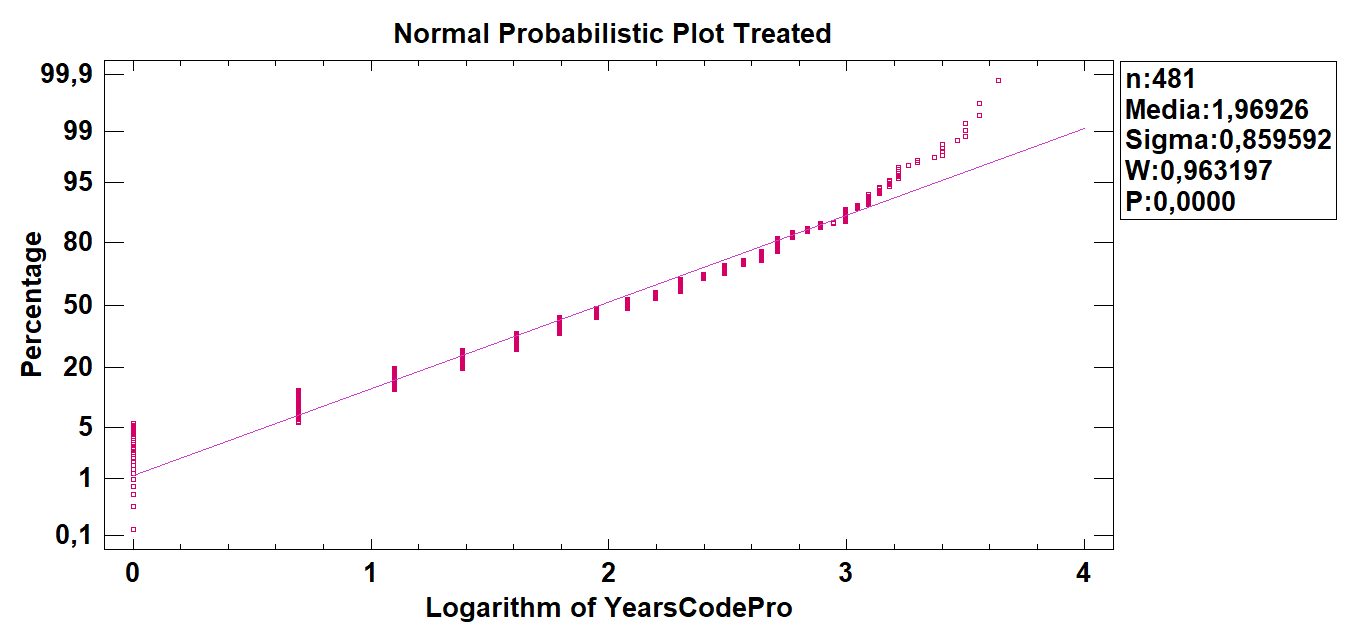 Normal Probabilistic Plot Treated
99,9
99
95
80
50
20
5
1
0,1
Percentage
0
1
2
3
4
Logarithm of YearsCodePro
n:481
Media:1,96926
Sigma:0,859592
W:0,963197
P:0,0000